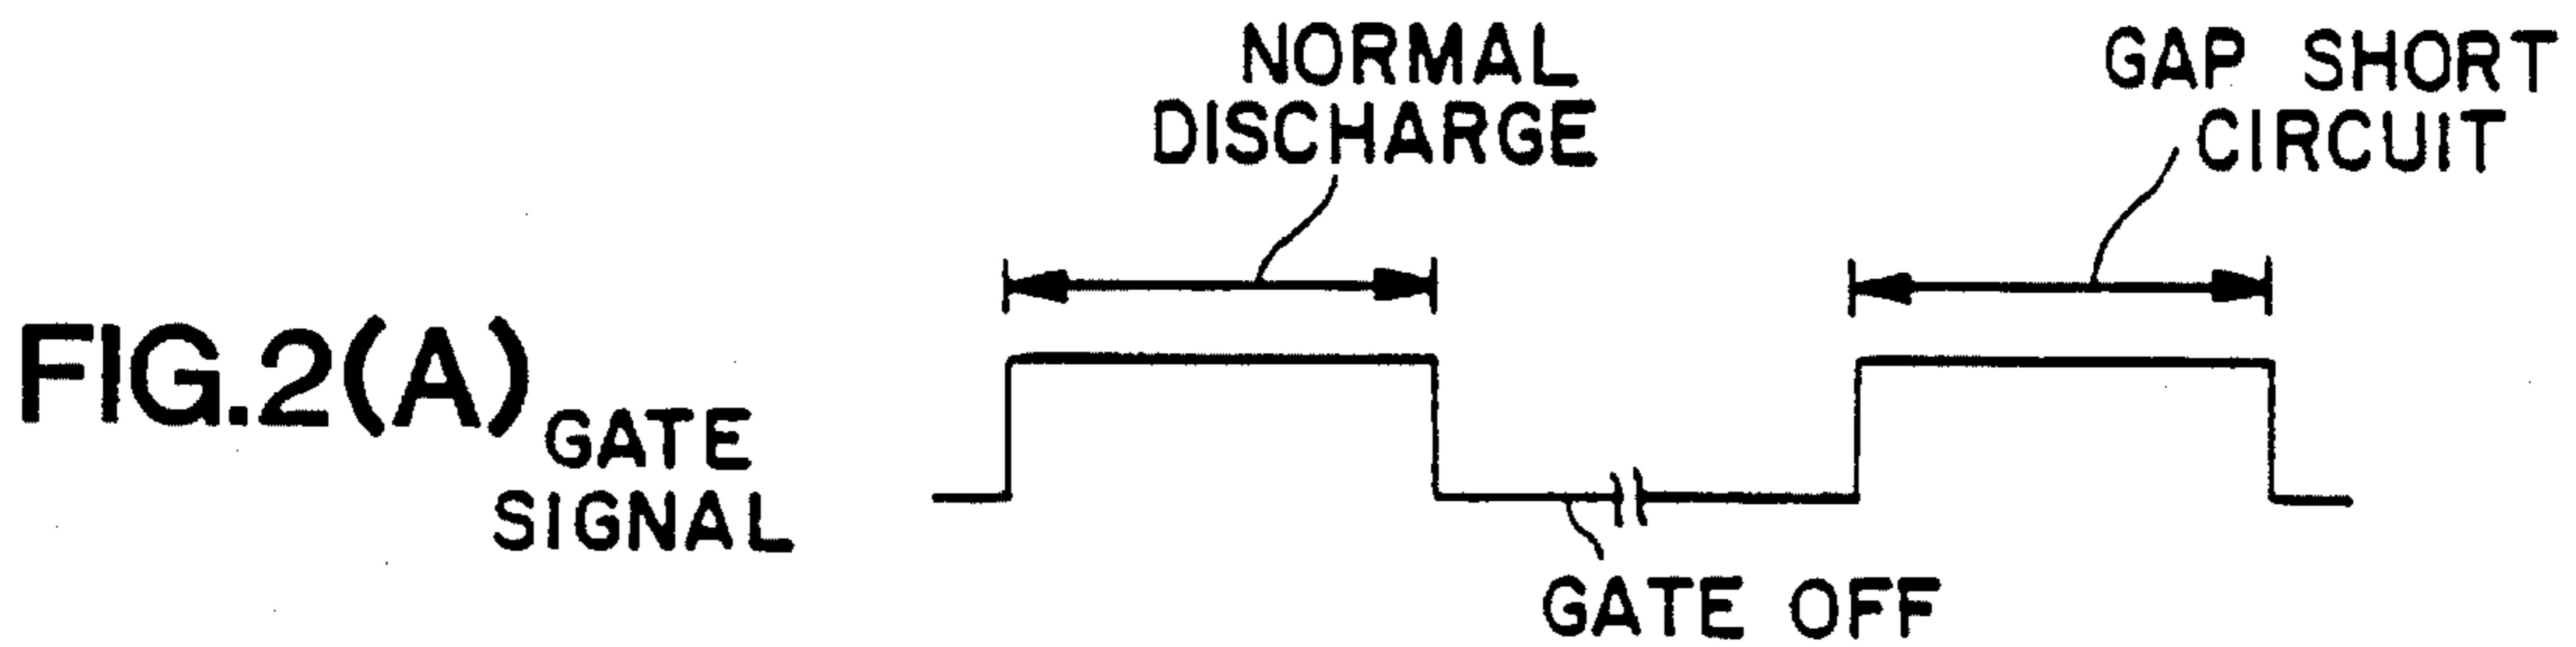 NORMAL
DISCHARGE
GAP SHORT
CIRCUIT
FIG.2(A)
GATE
SIGNAL
GATE OFF